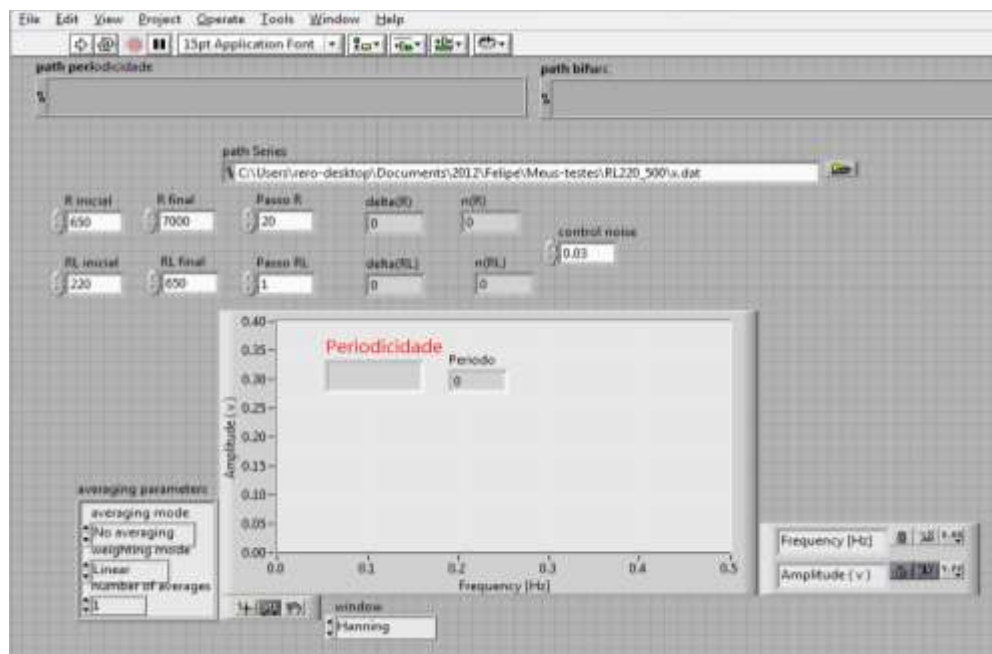 File Edit View Project Operate Tools Window Help
15pt Application Font
path periodicidade
path bifurc
path Series
C:\Users\rero-desktop\Documents\2012\Felipe\Meus-testes\RL220_500\x.dat
R inicial R final Passo R delta(R) n(R)
650 7000 20 0 0
control noise
0.03
RL inicial RL final Passo RL delta(RL) n(RL)
220 650 1 0 0
Periodicidade
Periodo
0
Amplitude (v)
0.40
0.35
0.30
0.25
0.20
0.15
0.10
0.05
0.00
0.0 0.1 0.2 0.3 0.4 0.5
Frequency [Hz]
averaging parameters
averaging mode
No averaging
weighting mode
Linear
number of averages
1
window
Hanning
Frequency [Hz]
Amplitude (v)